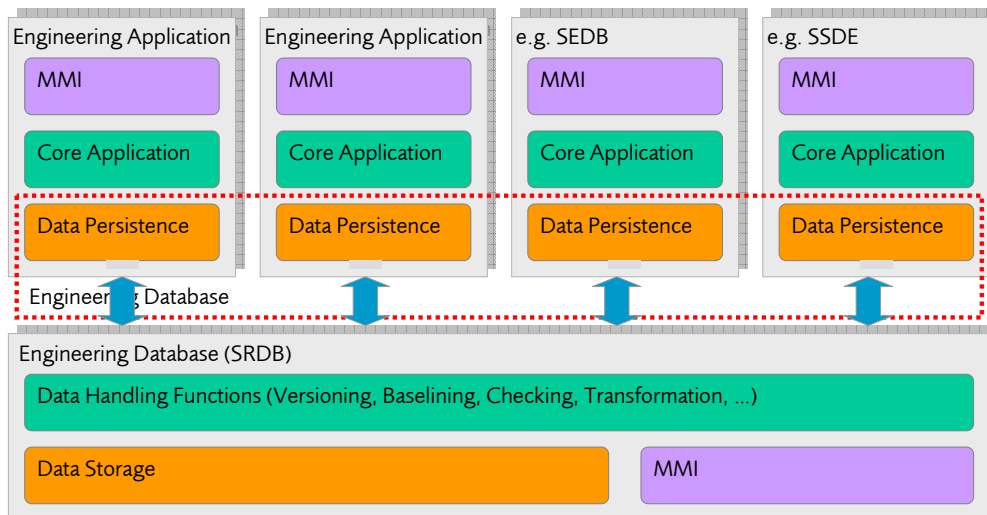 Engineering Application
Engineering Application
e.g. SEDB
e.g. SSDE
MMI
MMI
MMI
MMI
Core Application
Core Application
Core Application
Core Application
Data Persistence
Data Persistence
Data Persistence
Data Persistence
Engineering Database
Engineering Database (SRDB)
Data Handling Functions (Versioning, Baselining, Checking, Transformation, ...)
Data Storage
MMI